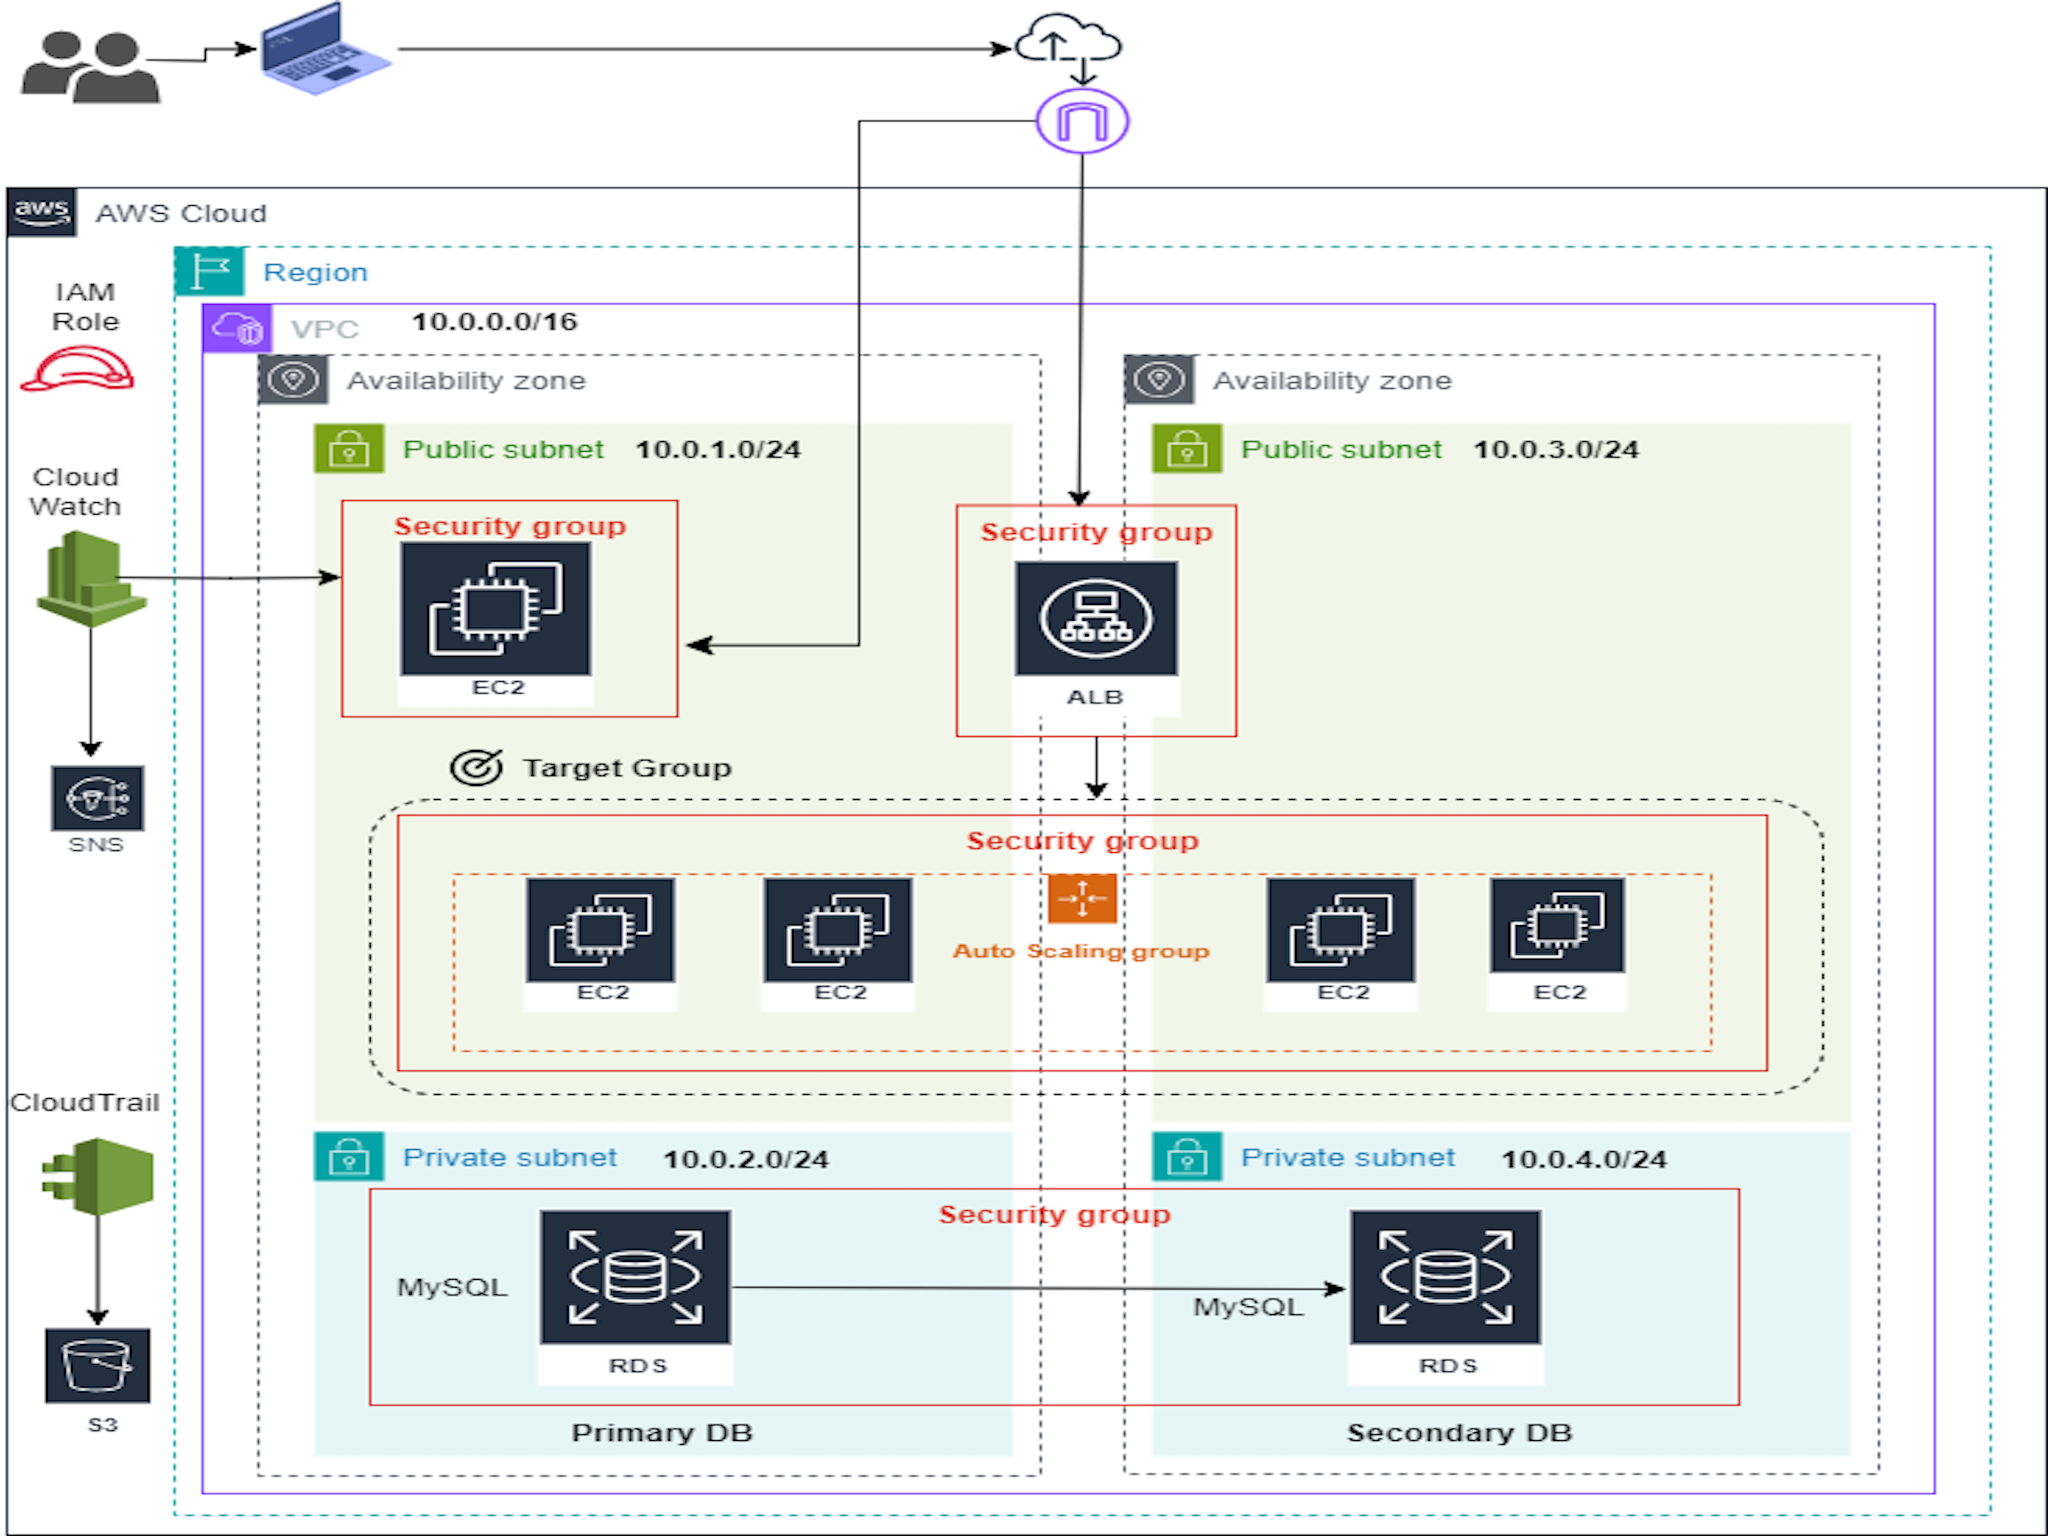 aws
AWS Cloud
Region
IAM
Role
VPC
10.0.0.0/16
Availability zone
Availability zone
Public subnet 10.0.1.0/24
Public subnet 10.0.3.0/24
Cloud
Watch
Security group
Security group
EC2
ALB
Target Group
SNS
Security group
Auto Scaling group
EC2
EC2
EC2
EC2
CloudTrail
Private subnet 10.0.2.0/24
Private subnet 10.0.4.0/24
Security group
MySQL
MySQL
RDS
RDS
S3
Primary DB
Secondary DB